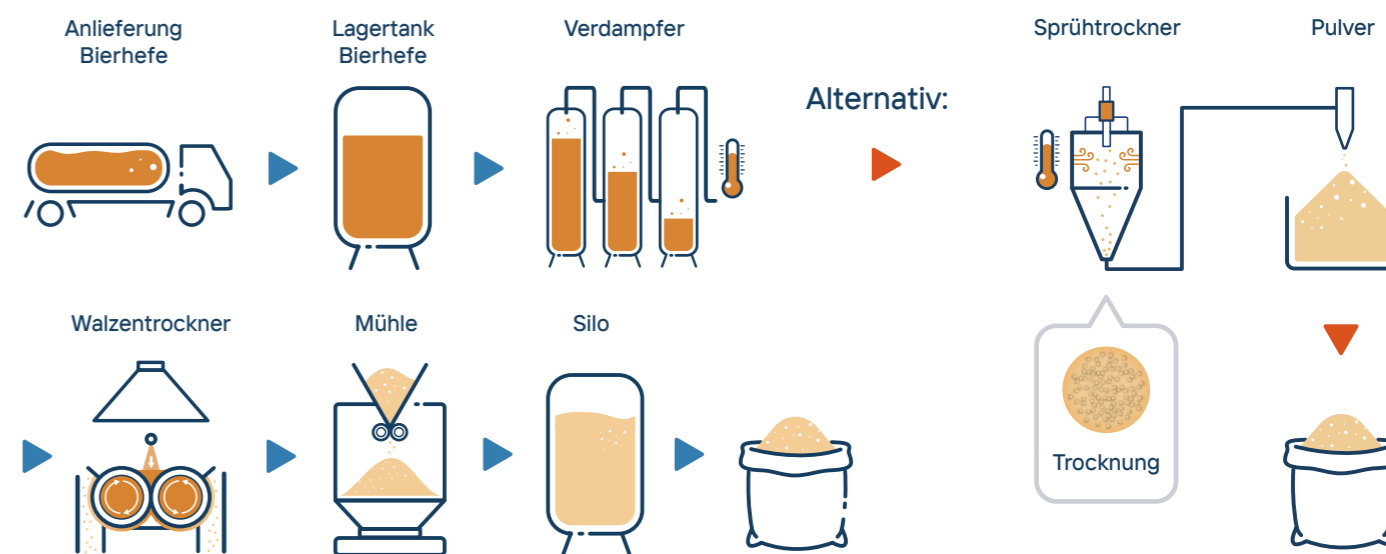 Anlieferung
Bierhefe
Lagertank
Bierhefe
Verdampfer
Alternativ:
Sprühtrockner
Pulver
Walzentrockner
Mühle
Silo
Trocknung